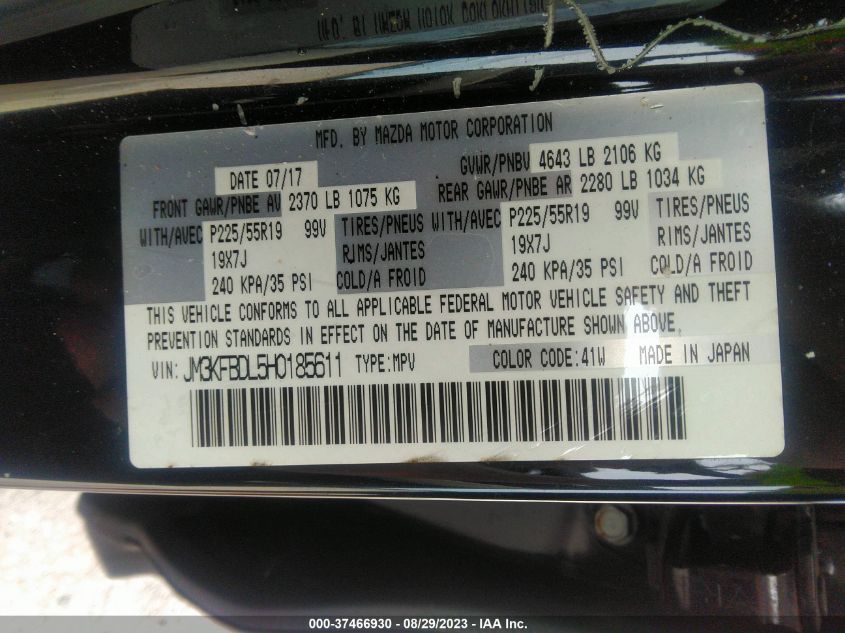 MFD. BY MAZDA MOTOR CORPORATION
DATE 07/17 GVWR/PNBV 4643 LB 2106 KG
FRONT GAWR/PNBE AV 2370 LB 1075 KG REAR GAWR/PNBE AR 2280 LB 1034 KG
WITH/AVEC P225/55R19 99V TIRES/PNEUS WITH/AVEC P225/55R19 99V TIRES/PNEUS
19X7J RIMS/JANTES 19X7J RIMS/JANTES
240 KPA/35 PSI COLD/A FROID 240 KPA/35 PSI COLD/A FROID
THIS VEHICLE CONFORMS TO ALL APPLICABLE FEDERAL MOTOR VEHICLE SAFETY AND THEFT
PREVENTION STANDARDS IN EFFECT ON THE DATE OF MANUFACTURE SHOWN ABOVE.
VIN: JM3KFBDL5H0185611 TYPE:MPV COLOR CODE:41W MADE IN JAPAN
000-37466930 - 08/29/2023 - IAA Inc.